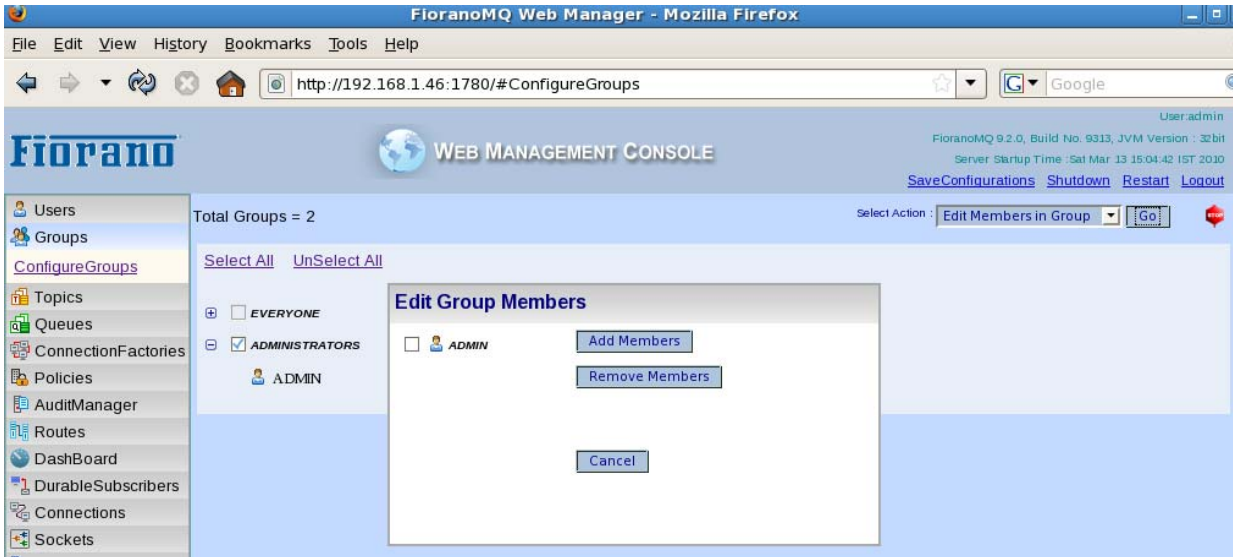 FioranoMQ Web Manager - Mozilla Firefox
File Edit View History Bookmarks Tools Help
http://192.168.1.46:1780/#ConfigureGroups
G Google
Fiorano
WEB MANAGEMENT CONSOLE
User:admin
FioranoMQ 9.2.0, Build No. 9313, JVM Version : 32bit
Server Startup Time :Sat Mar 13 15:04:42 IST 2010
SaveConfigurations Shutdown Restart Logout
Users
Groups
ConfigureGroups
Topics
Queues
ConnectionFactories
Policies
AuditManager
Routes
DashBoard
DurableSubscribers
Connections
Sockets
Total Groups = 2
Select Action : Edit Members in Group Go
STOP
Select All UnSelect All
EVERYONE
ADMINISTRATORS
ADMIN
Edit Group Members
ADMIN
Add Members
Remove Members
Cancel